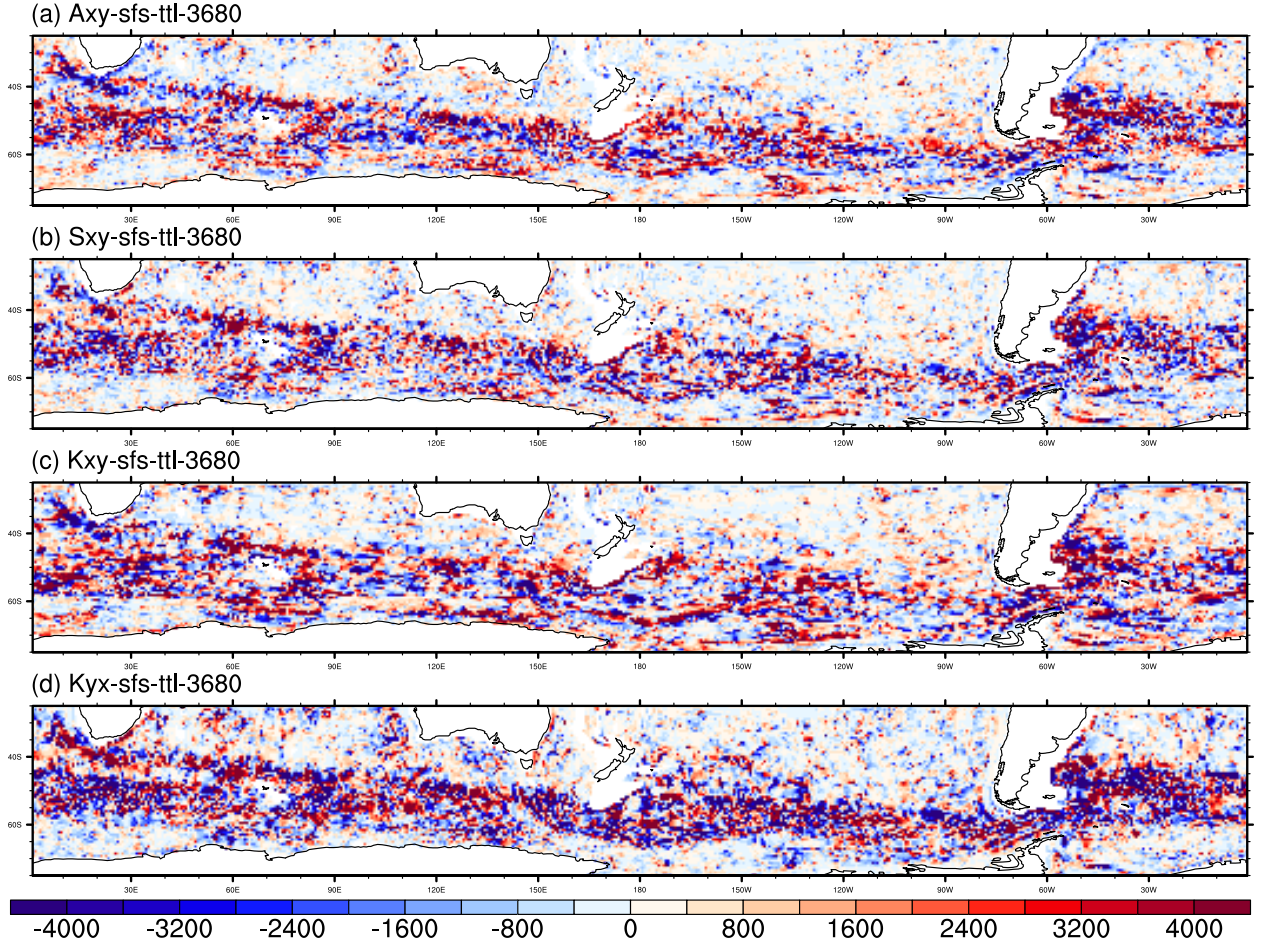 (a) Axy-sfs-ttl-3680
40S
60S
30E 60E 90E 120E 150E 180 150W 120W 90W 60W 30W
(b) Sxy-sfs-ttl-3680
40S
60S
30E 60E 90E 120E 150E 180 150W 120W 90W 60W 30W
(c) Kxy-sfs-ttl-3680
40S
60S
30E 60E 90E 120E 150E 180 150W 120W 90W 60W 30W
(d) Kyx-sfs-ttl-3680
40S
60S
30E 60E 90E 120E 150E 180 150W 120W 90W 60W 30W
-4000 -3200 -2400 -1600 -800 0 800 1600 2400 3200 4000